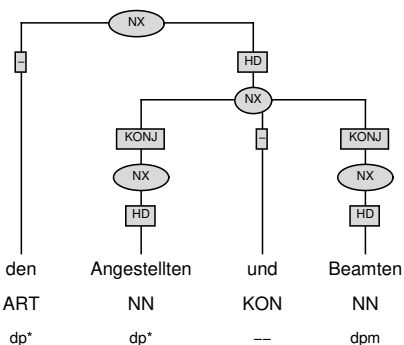 NX
– HD
NX
KONJ – KONJ
NX NX
HD HD
den Angestellten und Beamten
ART NN KON NN
dp* dp* −− dpm